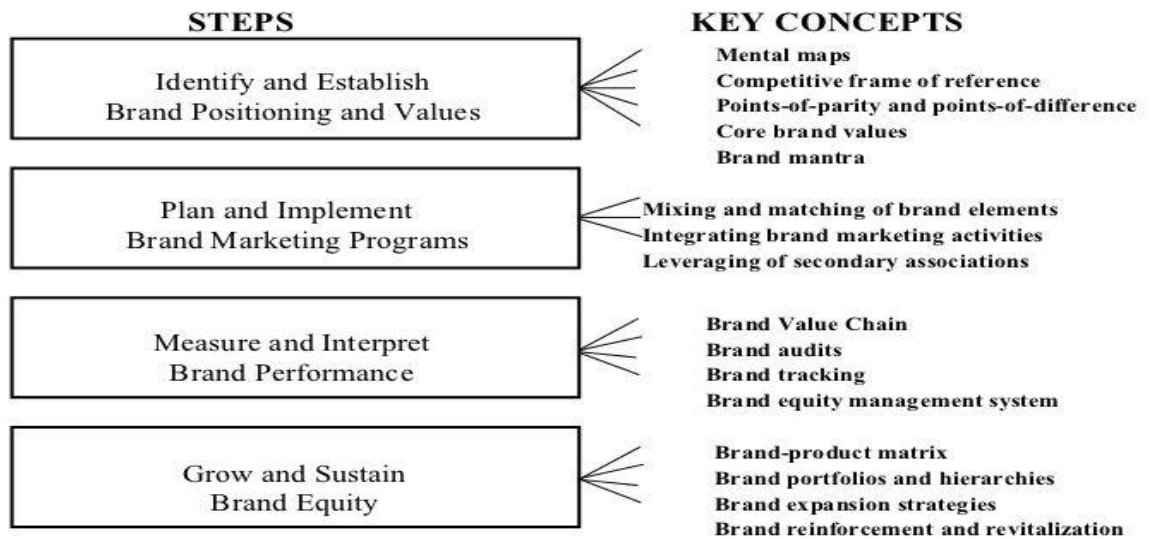 STEPS
KEY CONCEPTS
Identify and Establish
Brand Positioning and Values
Mental maps
Competitive frame of reference
Points-of-parity and points-of-difference
Core brand values
Brand mantra
Plan and Implement
Brand Marketing Programs
Mixing and matching of brand elements
Integrating brand marketing activities
Leveraging of secondary associations
Measure and Interpret
Brand Performance
Brand Value Chain
Brand audits
Brand tracking
Brand equity management system
Grow and Sustain
Brand Equity
Brand-product matrix
Brand portfolios and hierarchies
Brand expansion strategies
Brand reinforcement and revitalization